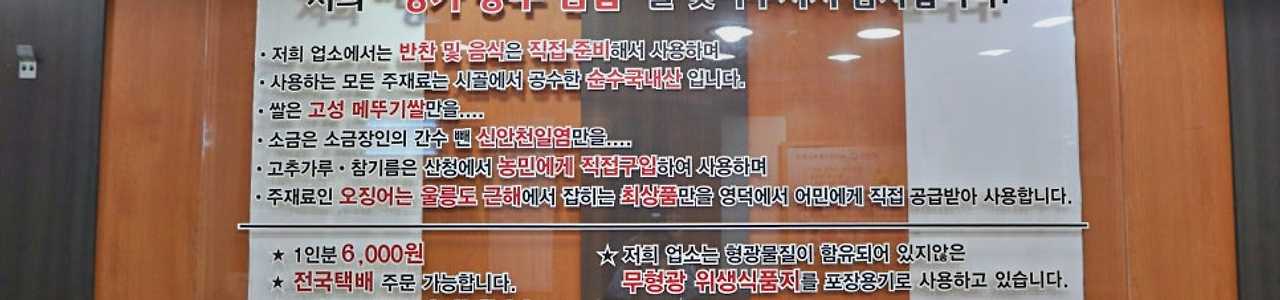 · 저희 업소에서는 반찬 및 음식은 직접 준비해서 사용하며
· 사용하는 모든 주재료는 시골에서 공수한 순수국내산 입니다.
· 쌀은 고성 메뚜기쌀만을....
· 소금은 소금장인의 간수 뺀 신안천일염만을....
· 고추가루 · 참기름은 산청에서 농민에게 직접구입하여 사용하며
· 주재료인 오징어는 울릉도 근해에서 잡히는 최상품만을 영덕에서 어민에게 직접 공급받아 사용합니다.
★ 1인분 6,000원
★ 전국택배 주문 가능합니다.
☆ 저희 업소는 형광물질이 함유되어 있지않은
무형광 위생식품지를 포장용기로 사용하고 있습니다.